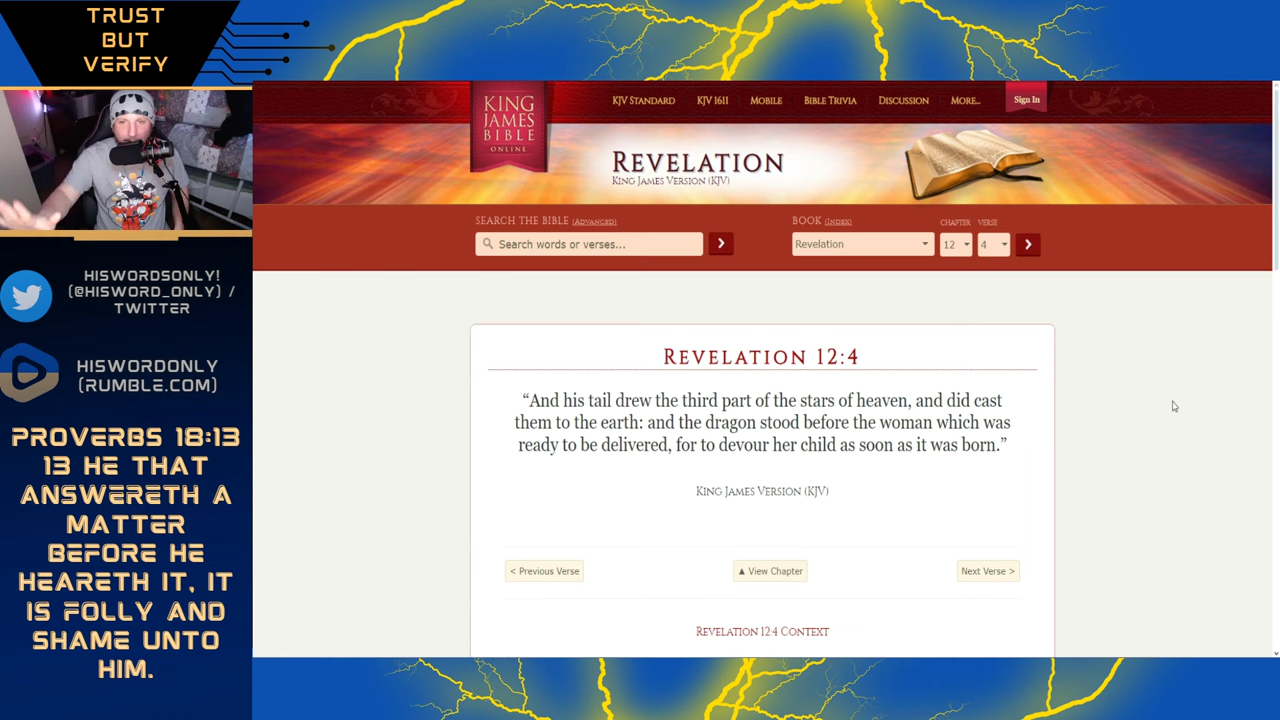 TRUST
BUT
VERIFY
HISWORDSONLY!
(@HISWORD_ONLY) /
TWITTER
HISWORDONLY
(RUMBLE.COM)
PROVERBS 18:13
13 HE THAT
ANSWERETH A
MATTER
BEFORE HE
HEARETH IT, IT
IS FOLLY AND
SHAME UNTO
HIM.
KING
JAMES
BIBLE
ONLINE
KJV STANDARD KJV 1611 MOBILE BIBLE TRIVIA DISCUSSION MORE... Sign In
REVELATION
KING JAMES VERSION (KJV)
SEARCH THE BIBLE (ADVANCED) BOOK (INDEX) CHAPTER VERSE
Search words or verses... Revelation 12 4
REVELATION 12:4
“And his tail drew the third part of the stars of heaven, and did cast
them to the earth: and the dragon stood before the woman which was
ready to be delivered, for to devour her child as soon as it was born.”
KING JAMES VERSION (KJV)
< Previous Verse ▲ View Chapter Next Verse >
REVELATION 12:4 CONTEXT